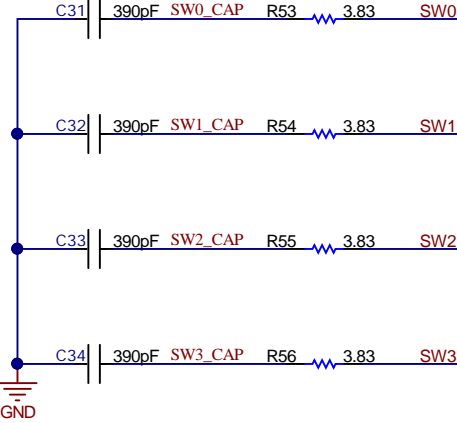 C31 390pF SW0_CAP R53 3.83 SW0
C32 390pF SW1_CAP R54 3.83 SW1
C33 390pF SW2_CAP R55 3.83 SW2
C34 390pF SW3_CAP R56 3.83 SW3
GND